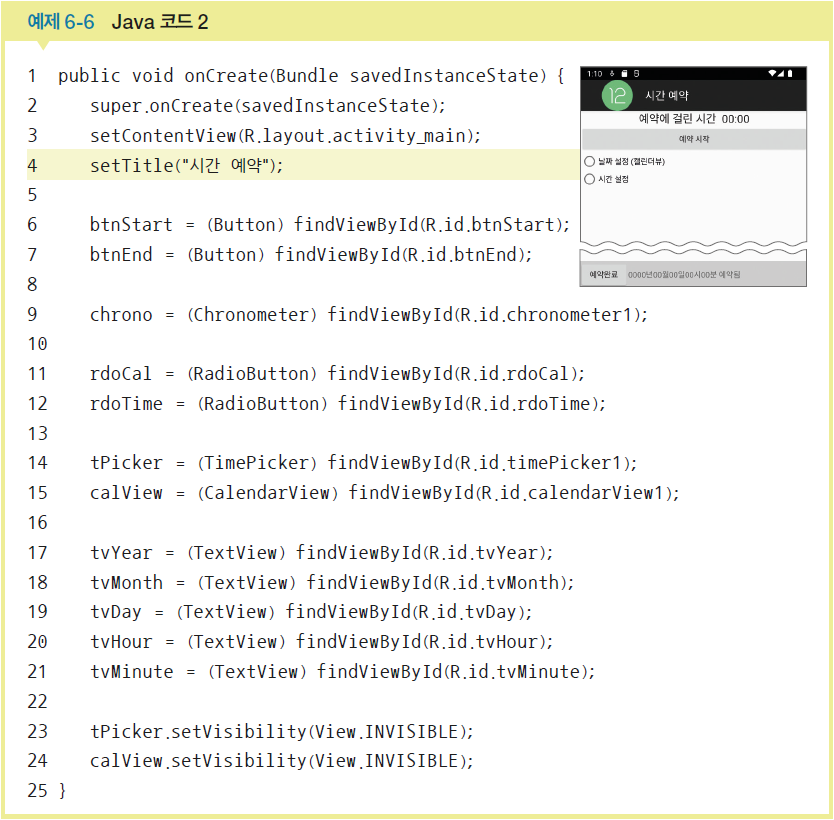 예제 6-6 Java 코드 2
1 public void onCreate(Bundle savedInstanceState) {
2 super.onCreate(savedInstanceState);
3 setContentView(R.layout.activity_main);
4 setTitle("시간 예약");
5
6 btnStart = (Button) findViewById(R.id.btnStart);
7 btnEnd = (Button) findViewById(R.id.btnEnd);
8
9 chrono = (Chronometer) findViewById(R.id.chronometer1);
10
11 rdoCal = (RadioButton) findViewById(R.id.rdoCal);
12 rdoTime = (RadioButton) findViewById(R.id.rdoTime);
13
14 tPicker = (TimePicker) findViewById(R.id.timePicker1);
15 calView = (CalendarView) findViewById(R.id.calendarView1);
16
17 tvYear = (TextView) findViewById(R.id.tvYear);
18 tvMonth = (TextView) findViewById(R.id.tvMonth);
19 tvDay = (TextView) findViewById(R.id.tvDay);
20 tvHour = (TextView) findViewById(R.id.tvHour);
21 tvMinute = (TextView) findViewById(R.id.tvMinute);
22
23 tPicker.setVisibility(View.INVISIBLE);
24 calView.setVisibility(View.INVISIBLE);
25 }
1:10
12 시간 예약
예약에 걸린 시간 00:00
예약 시작
날짜 설정 (캘린더뷰)
시간 설정
예약완료 0000년00월00일00시00분 예약됨